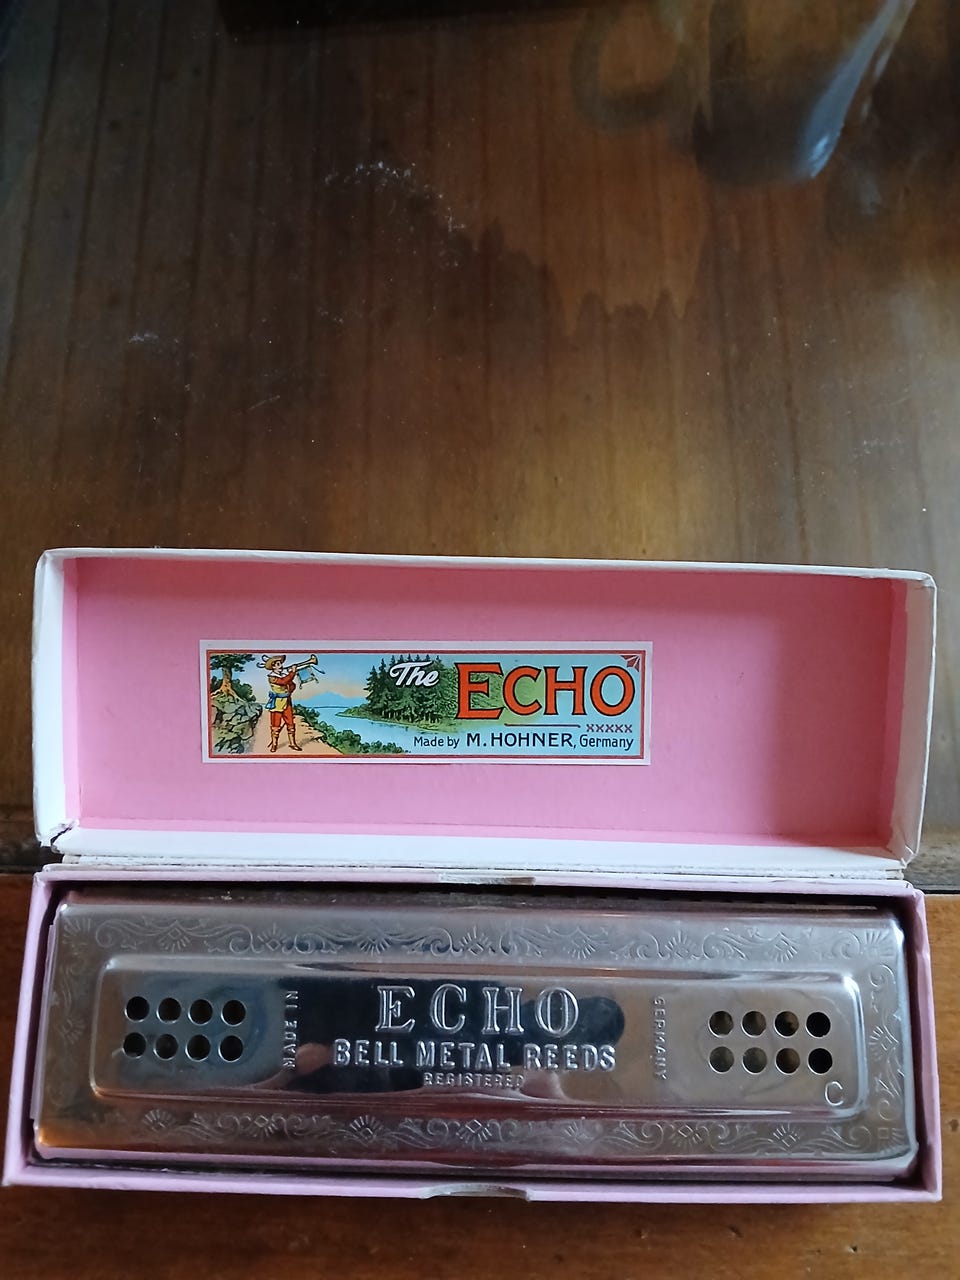 The ECHO
xxxxx
Made by M. HOHNER, Germany
MADE IN
ECHO
BELL METAL REEDS
REGISTERED
GERMANY
C